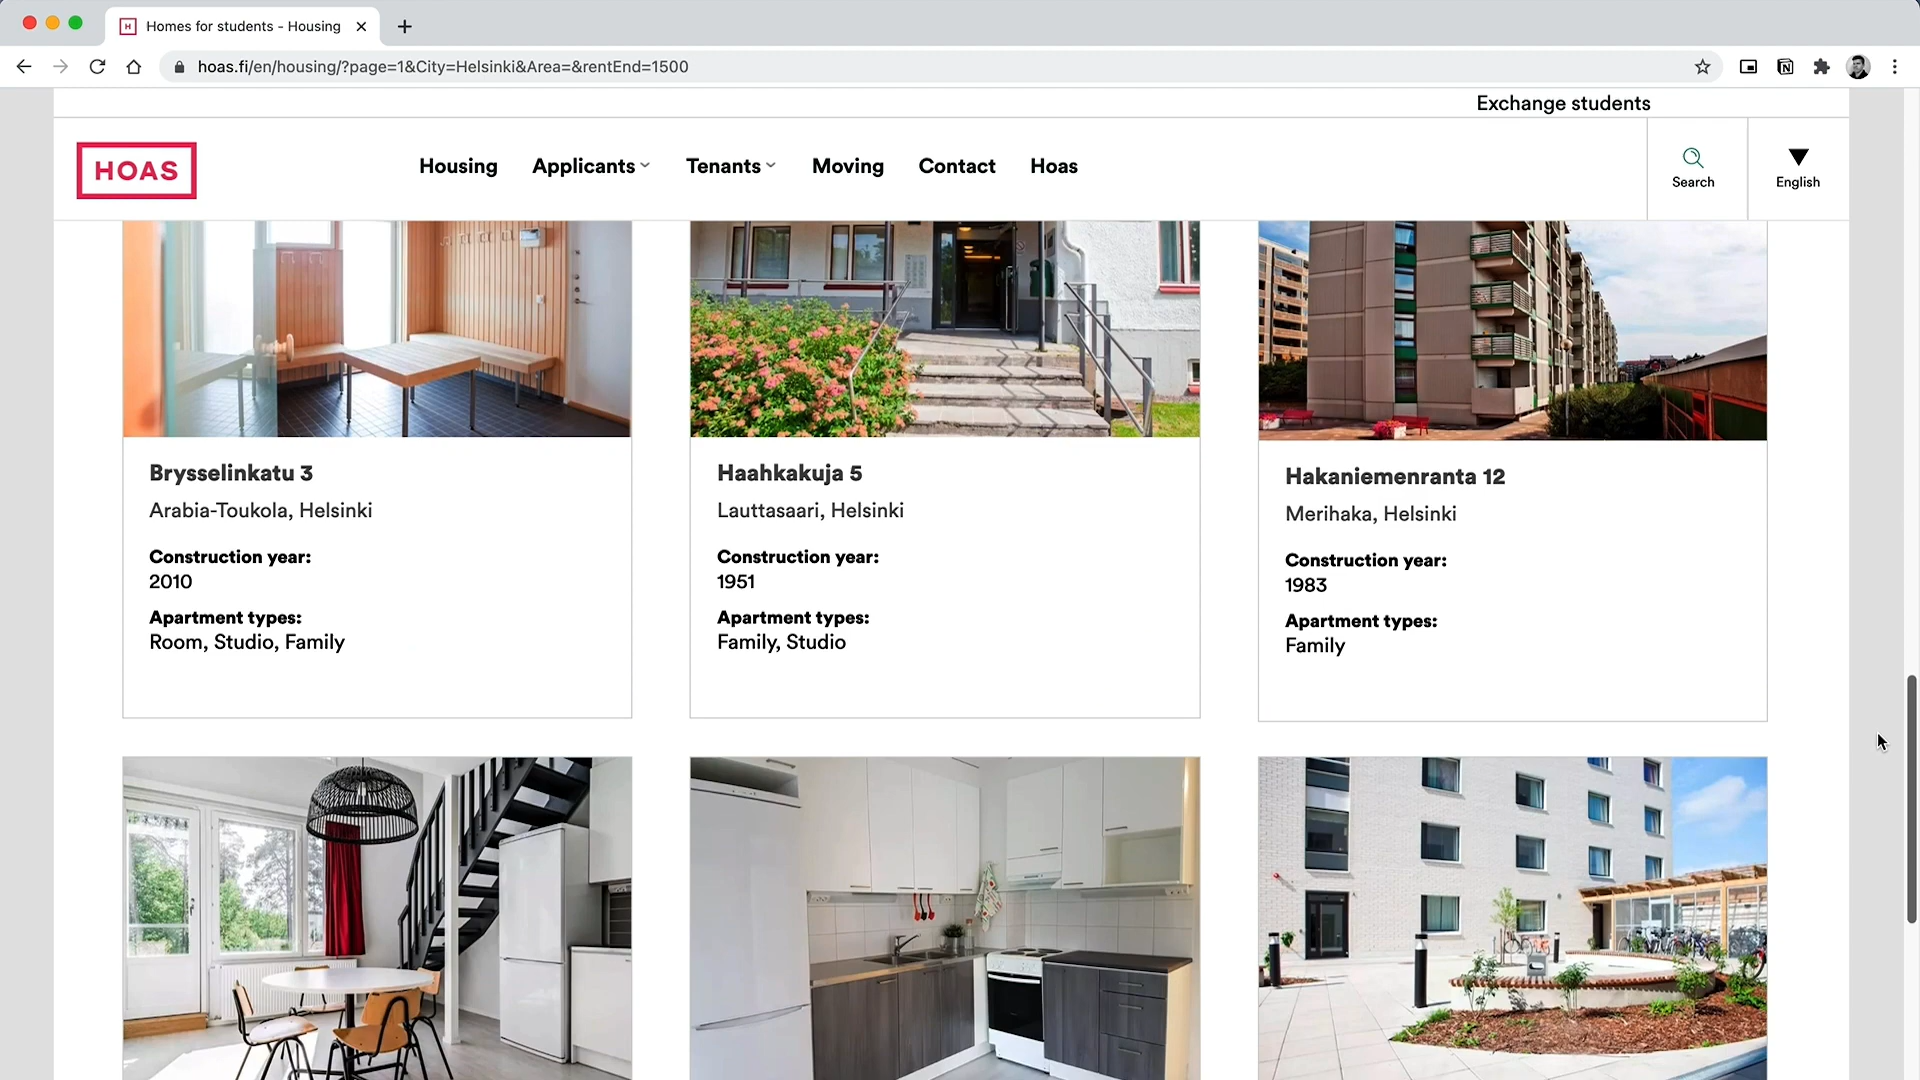 Homes for students - Housing
hoas.fi/en/housing/?page=1&City=Helsinki&Area=&rentEnd=1500
Exchange students
HOAS
Housing
Applicants
Tenants
Moving
Contact
Hoas
Search
English
Brysselinkatu 3
Arabia-Toukola, Helsinki
Construction year:
2010
Apartment types:
Room, Studio, Family
Haahkakuja 5
Lauttasaari, Helsinki
Construction year:
1951
Apartment types:
Family, Studio
Hakaniemenranta 12
Merihaka, Helsinki
Construction year:
1983
Apartment types:
Family